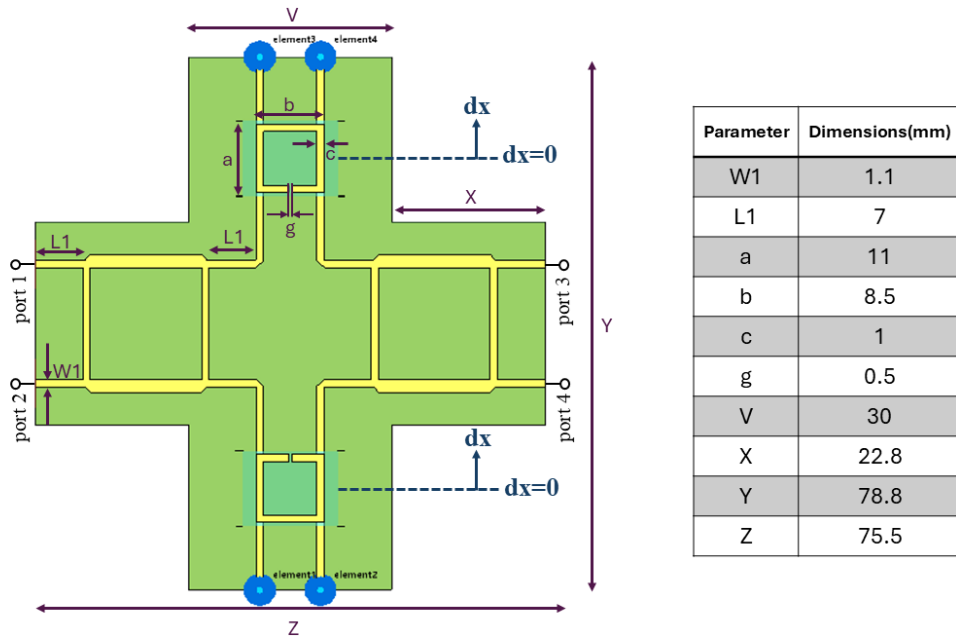 V
element3 element4
b
dx
dx=0
a
c
g
X
L1
L1
port 1
port 3
Y
W1
port 2
port 4
dx
dx=0
element1 element2
Z
Parameter Dimensions(mm)
W1 1.1
L1 7
a 11
b 8.5
c 1
g 0.5
V 30
X 22.8
Y 78.8
Z 75.5